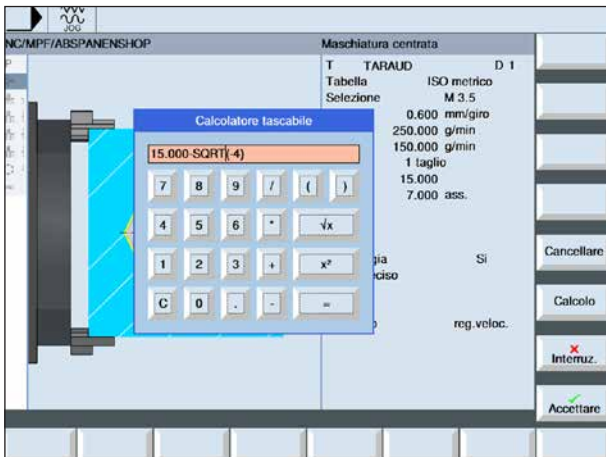 JOG
NC/MPF/ABSPANENSHOP
Maschiatura centrata
T TARAUD D 1
Tabella ISO metrico
Selezione M 3.5
0.600 mm/giro
250.000 g/min
150.000 g/min
1 taglio
15.000
7.000 ass.
Si
reg.veloc.
Calcolatore tascabile
15.000-SQRT(-4)
7 8 9 / ( )
4 5 6 * √x
1 2 3 + x²
C 0 . - =
Cancellare
Calcolo
Interruz.
Accettare